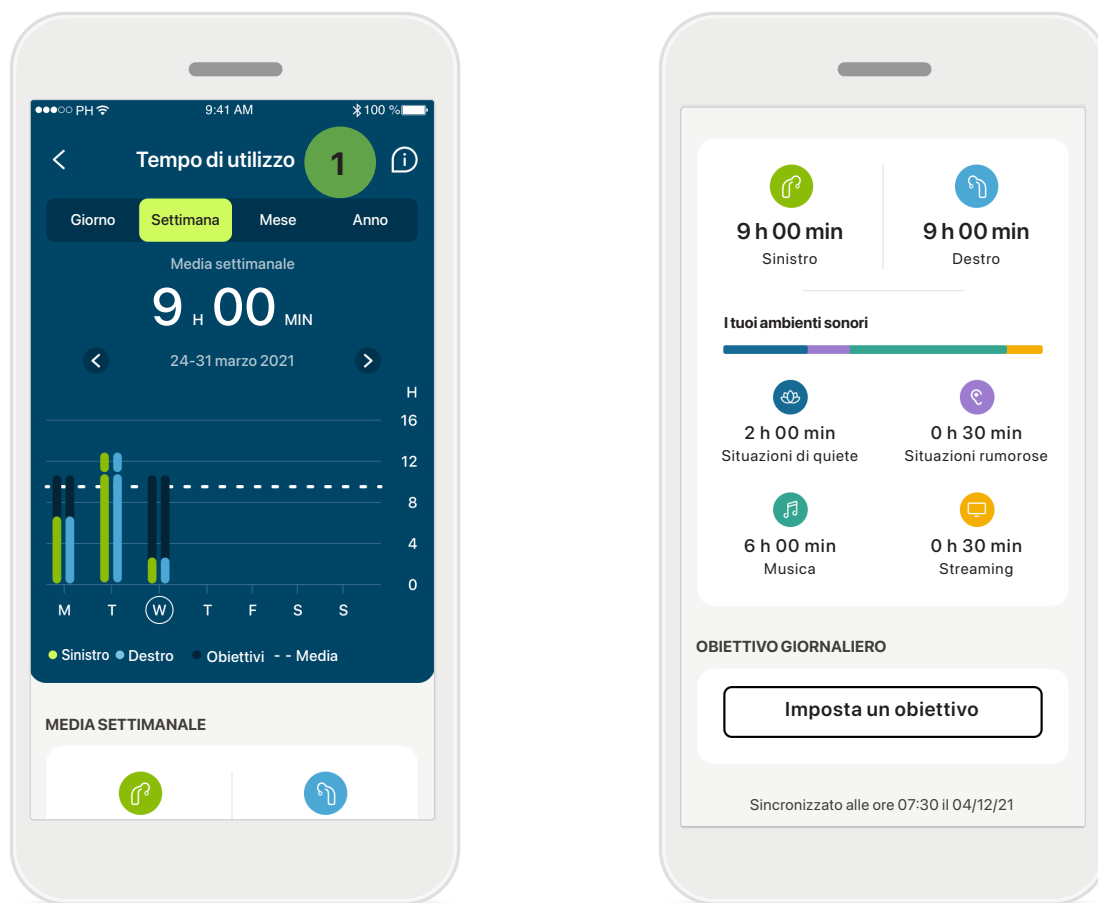 PH 9:41 AM 100 %
Tempo di utilizzo 1
Giorno Settimana Mese Anno
Media settimanale
9 H 00 MIN
24-31 marzo 2021
H
16
12
8
4
0
M T W T F S S
Sinistro Destro Obiettivi - - Media
MEDIA SETTIMANALE
9 h 00 min 9 h 00 min
Sinistro Destro
I tuoi ambienti sonori
2 h 00 min 0 h 30 min
Situazioni di quiete Situazioni rumorose
6 h 00 min 0 h 30 min
Musica Streaming
OBIETTIVO GIORNALIERO
Imposta un obiettivo
Sincronizzato alle ore 07:30 il 04/12/21